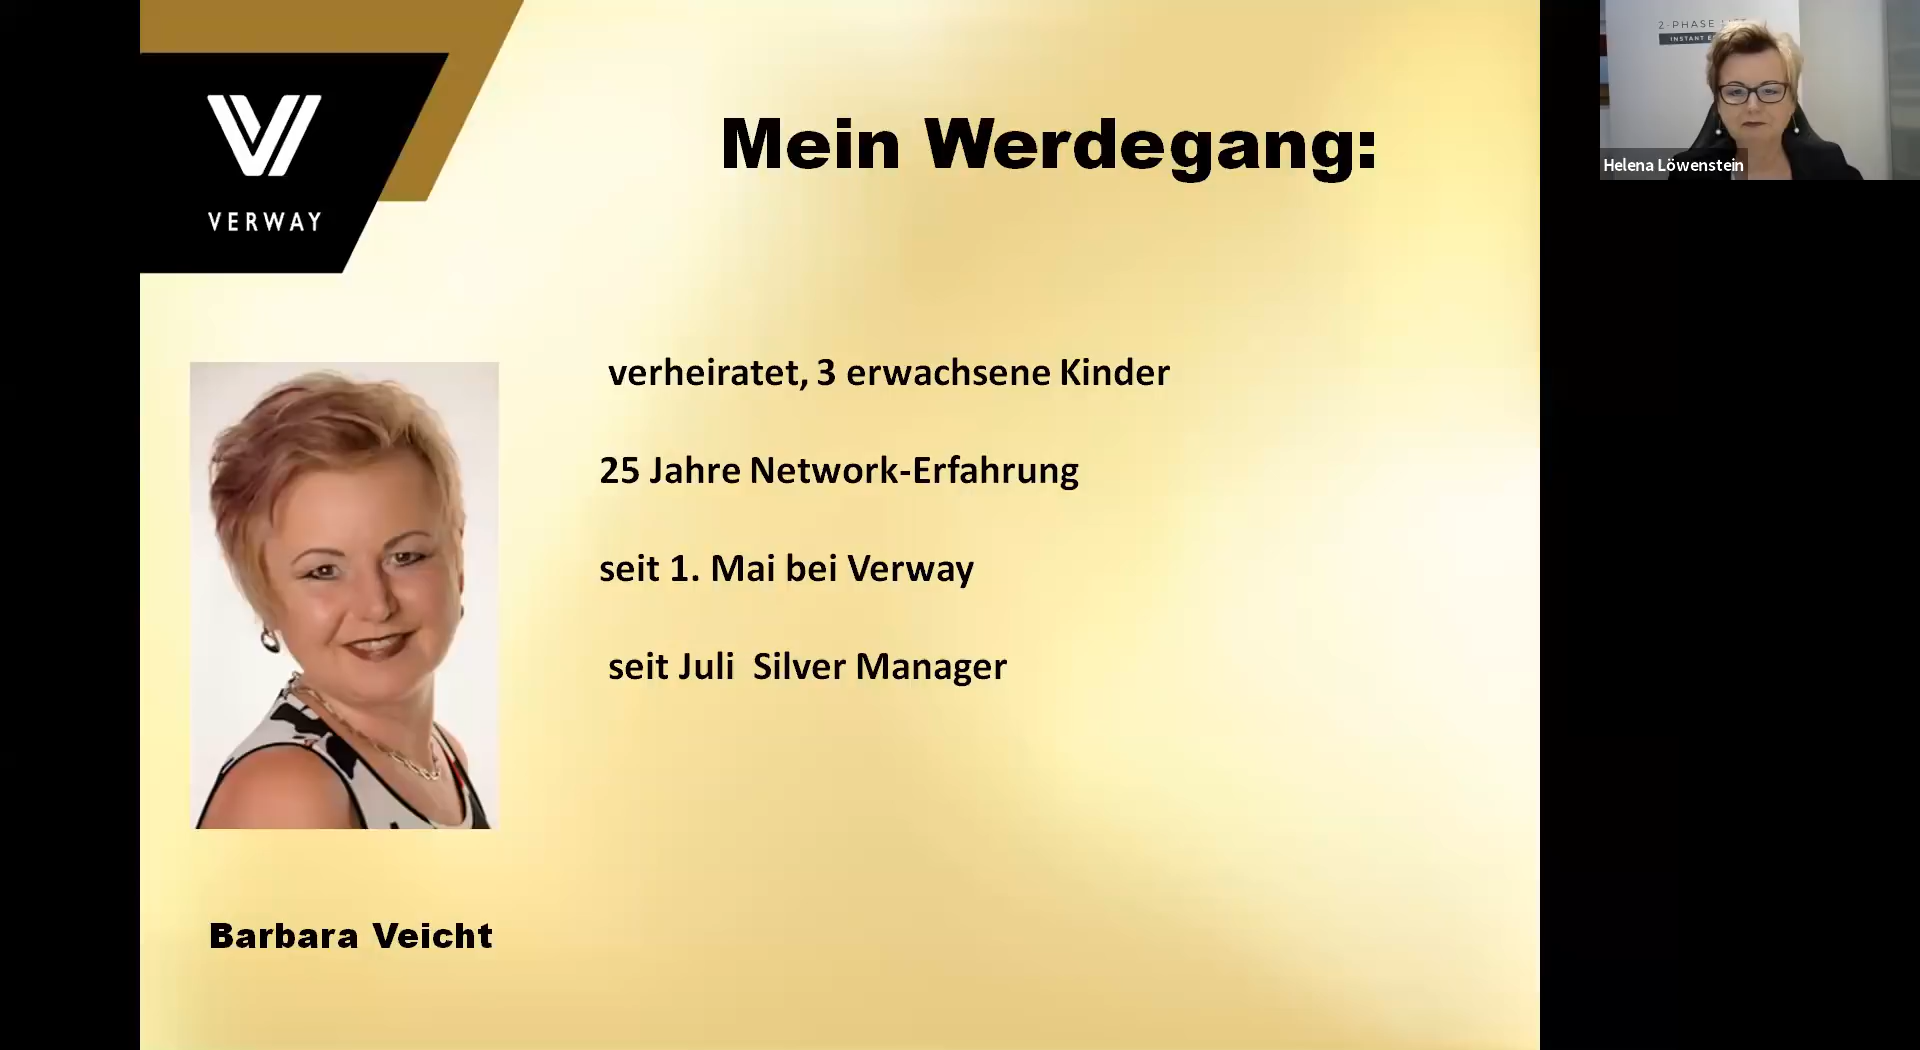 VERWAY
Mein Werdegang:
verheiratet, 3 erwachsene Kinder
25 Jahre Network-Erfahrung
seit 1. Mai bei Verway
seit Juli  Silver Manager
Barbara Veicht
2-PHASE
INSTANT
Helena Löwenstein